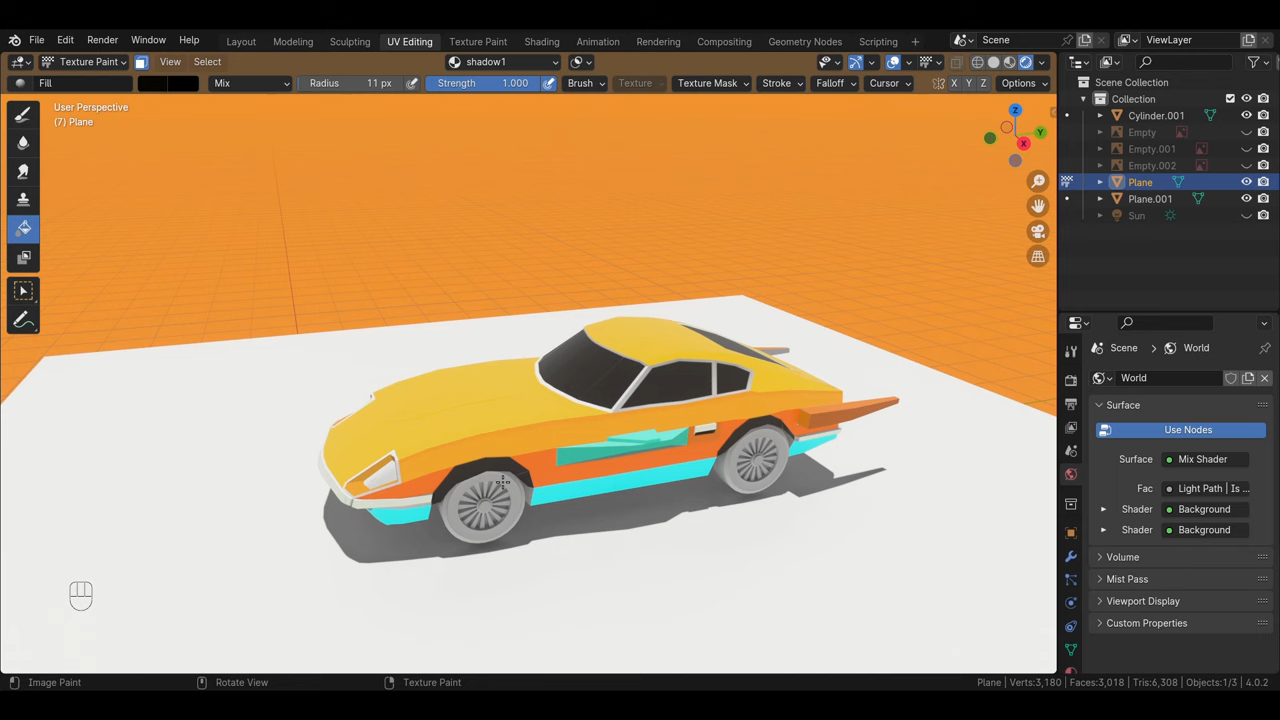 File Edit Render Window Help
Layout Modeling Sculpting UV Editing Texture Paint Shading Animation Rendering Compositing Geometry Nodes Scripting
Scene
ViewLayer
Texture Paint View Select
shadow1
Fill
Mix
Radius 11 px
Strength 1.000
Brush Texture Texture Mask Stroke Falloff Cursor X Y Z Options
User Perspective
(7) Plane
Z
Y
X
Scene Collection
Collection
Cylinder.001
Empty
Empty.001
Empty.002
Plane
Plane.001
Sun
Scene World
World
Surface
Use Nodes
Surface Mix Shader
Fac Light Path | Is ...
Shader Background
Shader Background
Volume
Mist Pass
Viewport Display
Custom Properties
Image Paint Rotate View Texture Paint
Plane | Verts:3,180 | Faces:3,018 | Tris:6,308 | Objects:1/3 | 4.0.2